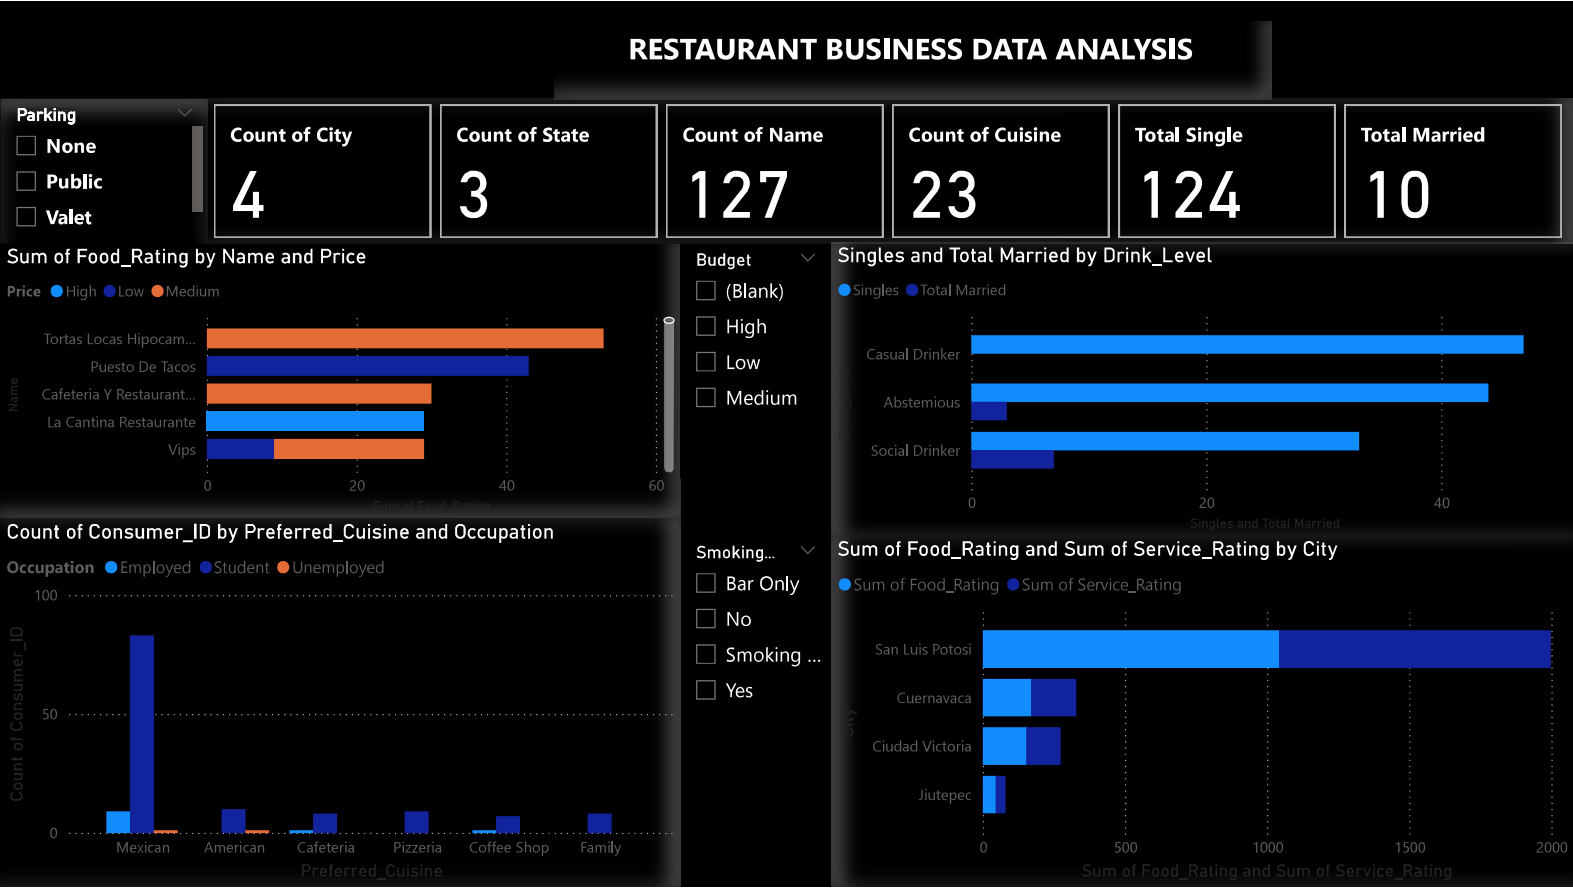 RESTAURANT BUSINESS DATA ANALYSIS
Parking
None
Public
Valet
Count of City
4
Count of State
3
Count of Name
127
Count of Cuisine
23
Total Single
124
Total Married
10
Sum of Food_Rating by Name and Price
Price High Low Medium
Name
Tortas Locas Hipocam...
Puesto De Tacos
Cafeteria Y Restaurant...
La Cantina Restaurante
Vips
0 20 40 60
Sum of Food_Rating
Budget
(Blank)
High
Low
Medium
Singles and Total Married by Drink_Level
Singles Total Married
Casual Drinker
Abstemious
Social Drinker
0 20 40
Singles and Total Married
Count of Consumer_ID by Preferred_Cuisine and Occupation
Occupation Employed Student Unemployed
Count of Consumer_ID
100
50
0
Mexican American Cafeteria Pizzeria Coffee Shop Family
Preferred_Cuisine
Smoking...
Bar Only
No
Smoking ...
Yes
Sum of Food_Rating and Sum of Service_Rating by City
Sum of Food_Rating Sum of Service_Rating
City
San Luis Potosi
Cuernavaca
Ciudad Victoria
Jiutepec
0 500 1000 1500 2000
Sum of Food_Rating and Sum of Service_Rating